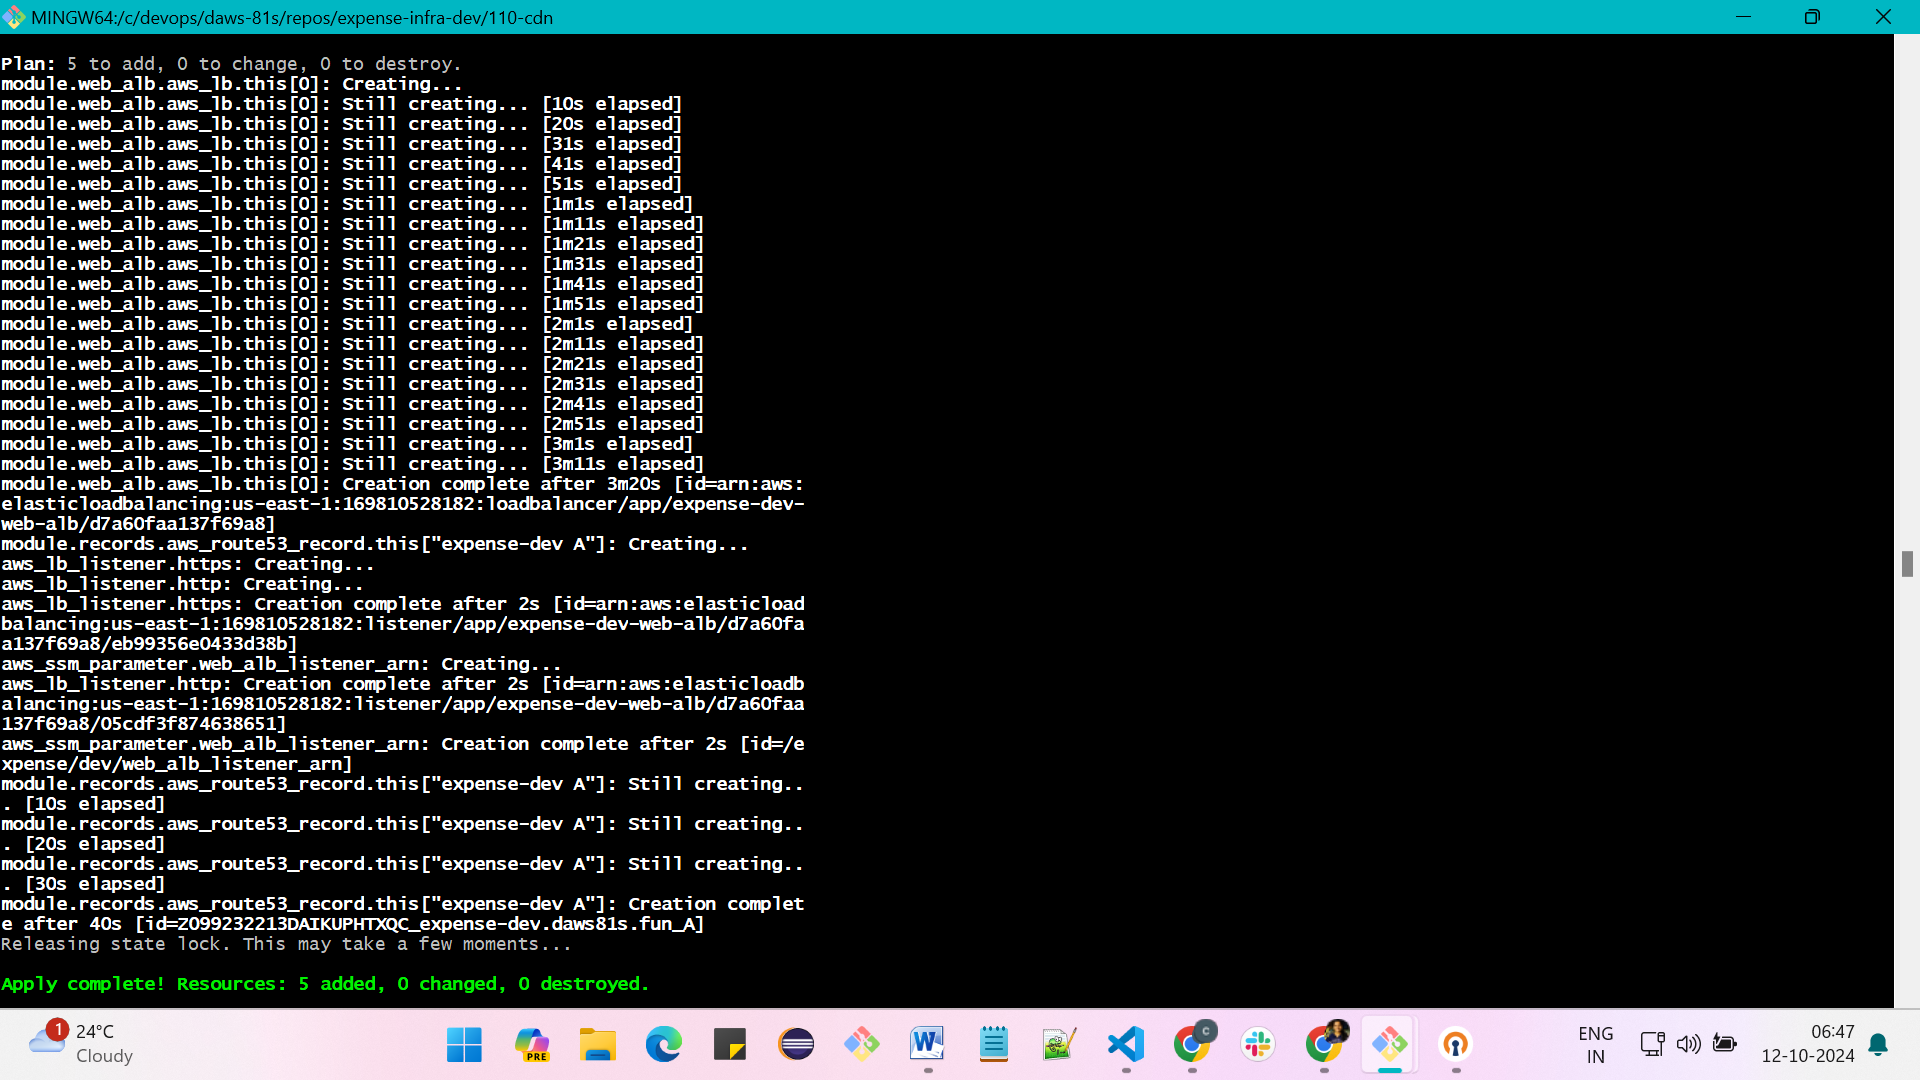 MINGW64:/c/devops/daws-81s/repos/expense-infra-dev/110-cdn
Plan: 5 to add, 0 to change, 0 to destroy.
module.web_alb.aws_lb.this[0]: Creating...
module.web_alb.aws_lb.this[0]: Still creating... [10s elapsed]
module.web_alb.aws_lb.this[0]: Still creating... [20s elapsed]
module.web_alb.aws_lb.this[0]: Still creating... [31s elapsed]
module.web_alb.aws_lb.this[0]: Still creating... [41s elapsed]
module.web_alb.aws_lb.this[0]: Still creating... [51s elapsed]
module.web_alb.aws_lb.this[0]: Still creating... [1m1s elapsed]
module.web_alb.aws_lb.this[0]: Still creating... [1m11s elapsed]
module.web_alb.aws_lb.this[0]: Still creating... [1m21s elapsed]
module.web_alb.aws_lb.this[0]: Still creating... [1m31s elapsed]
module.web_alb.aws_lb.this[0]: Still creating... [1m41s elapsed]
module.web_alb.aws_lb.this[0]: Still creating... [1m51s elapsed]
module.web_alb.aws_lb.this[0]: Still creating... [2m1s elapsed]
module.web_alb.aws_lb.this[0]: Still creating... [2m11s elapsed]
module.web_alb.aws_lb.this[0]: Still creating... [2m21s elapsed]
module.web_alb.aws_lb.this[0]: Still creating... [2m31s elapsed]
module.web_alb.aws_lb.this[0]: Still creating... [2m41s elapsed]
module.web_alb.aws_lb.this[0]: Still creating... [2m51s elapsed]
module.web_alb.aws_lb.this[0]: Still creating... [3m1s elapsed]
module.web_alb.aws_lb.this[0]: Still creating... [3m11s elapsed]
module.web_alb.aws_lb.this[0]: Creation complete after 3m20s [id=arn:aws:
elasticloadbalancing:us-east-1:169810528182:loadbalancer/app/expense-dev-
web-alb/d7a60faa137f69a8]
module.records.aws_route53_record.this["expense-dev A"]: Creating...
aws_lb_listener.https: Creating...
aws_lb_listener.http: Creating...
aws_lb_listener.https: Creation complete after 2s [id=arn:aws:elasticload
balancing:us-east-1:169810528182:listener/app/expense-dev-web-alb/d7a60fa
a137f69a8/eb99356e0433d38b]
aws_ssm_parameter.web_alb_listener_arn: Creating...
aws_lb_listener.http: Creation complete after 2s [id=arn:aws:elasticloadb
alancing:us-east-1:169810528182:listener/app/expense-dev-web-alb/d7a60faa
137f69a8/05cdf3f874638651]
aws_ssm_parameter.web_alb_listener_arn: Creation complete after 2s [id=/e
xpense/dev/web_alb_listener_arn]
module.records.aws_route53_record.this["expense-dev A"]: Still creating..
. [10s elapsed]
module.records.aws_route53_record.this["expense-dev A"]: Still creating..
. [20s elapsed]
module.records.aws_route53_record.this["expense-dev A"]: Still creating..
. [30s elapsed]
module.records.aws_route53_record.this["expense-dev A"]: Creation complet
e after 40s [id=Z099232213DAIKUPHTXQC_expense-dev.daws81s.fun_A]
Releasing state lock. This may take a few moments...
Apply complete! Resources: 5 added, 0 changed, 0 destroyed.
1
24°C
Cloudy
PRE
W
C
ENG
IN
06:47
12-10-2024